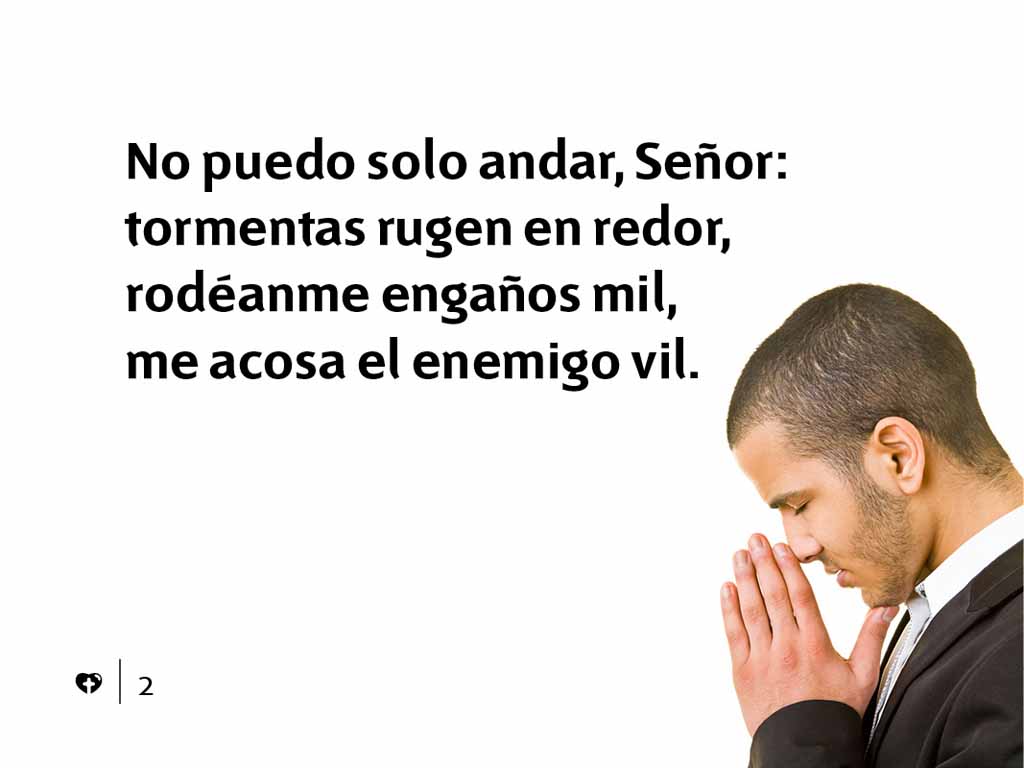 No puedo solo andar, Señor:
tormentas rugen en redor,
rodéanme engaños mil,
me acosa el enemigo vil.
2